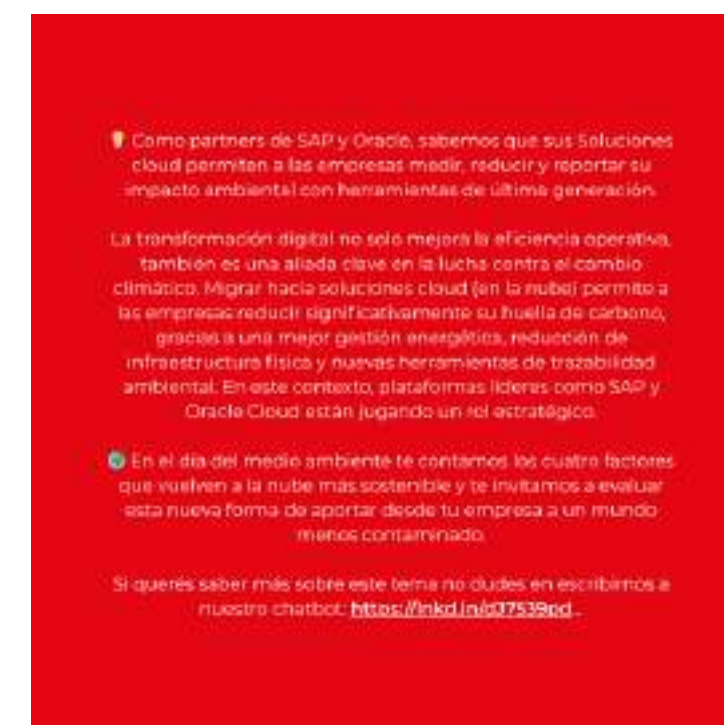 💡 Como partners de SAP y Oracle, sabemos que sus Soluciones
cloud permiten a las empresas medir, reducir y reportar su
impacto ambiental con herramientas de última generación.
La transformación digital no solo mejora la eficiencia operativa,
también es una aliada clave en la lucha contra el cambio
climático. Migrar hacia soluciones cloud (en la nube) permite a
las empresas reducir significativamente su huella de carbono,
gracias a una mejor gestión energética, reducción de
infraestructura física y nuevas herramientas de trazabilidad
ambiental. En este contexto, plataformas líderes como SAP y
Oracle Cloud están jugando un rol estratégico.
🌍 En el día del medio ambiente te contamos los cuatro factores
que vuelven a la nube más sostenible y te invitamos a evaluar
esta nueva forma de aportar desde tu empresa a un mundo
menos contaminado.
Si querés saber más sobre este tema no dudes en escribirnos a
nuestro chatbot: